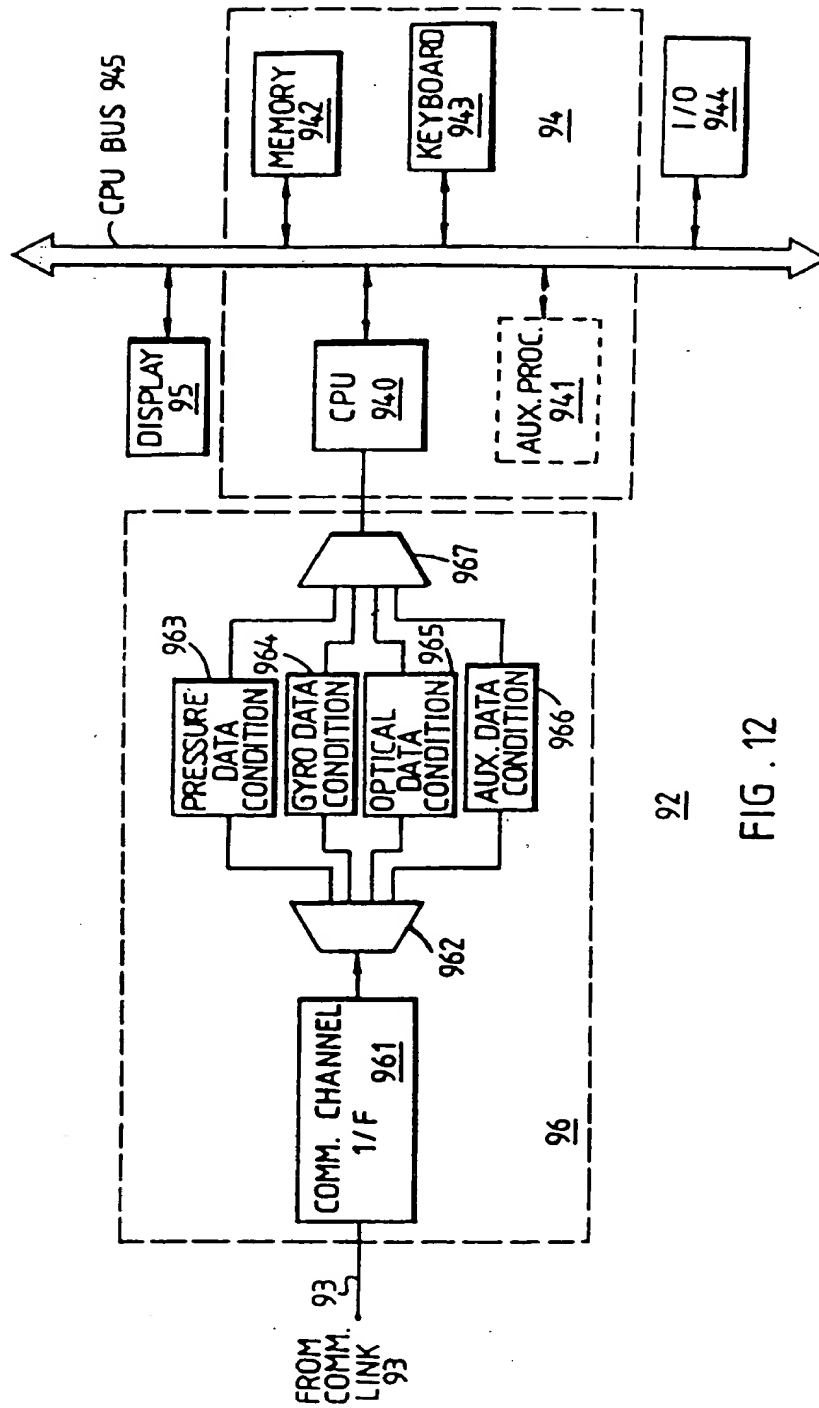 FROM
COMM.
LINK
93
93
COMM. CHANNEL
1/F
961
96
962
PRESSURE
DATA
CONDITION
963
GYRO DATA
CONDITION
964
OPTICAL
DATA
CONDITION
965
AUX. DATA
CONDITION
966
967
DISPLAY
95
CPU
940
AUX. PROC.
941
CPU BUS 945
MEMORY
942
KEYBOARD
943
94
I/O
944
92
FIG. 12